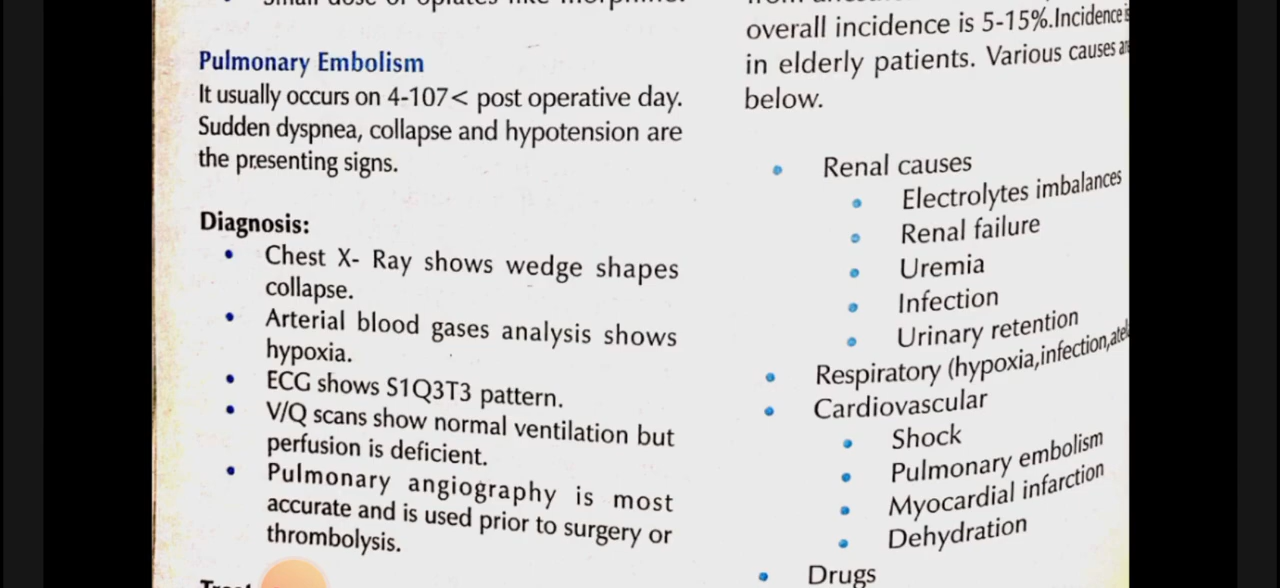 Pulmonary Embolism
It usually occurs on 4-107< post operative day.
Sudden dyspnea, collapse and hypotension are
the presenting signs.
Diagnosis:
• Chest X- Ray shows wedge shapes
collapse.
• Arterial blood gases analysis shows
hypoxia.
• ECG shows S1Q3T3 pattern.
• V/Q scans show normal ventilation but
perfusion is deficient.
• Pulmonary angiography is most
accurate and is used prior to surgery or
thrombolysis.
overall incidence is 5-15%.Incidence
in elderly patients. Various causes
below.
• Renal causes
• Electrolytes imbalances
• Renal failure
• Uremia
• Infection
• Urinary retention
• Respiratory (hypoxia,infection,
• Cardiovascular
• Shock
• Pulmonary embolism
• Myocardial infarction
• Dehydration
• Drugs